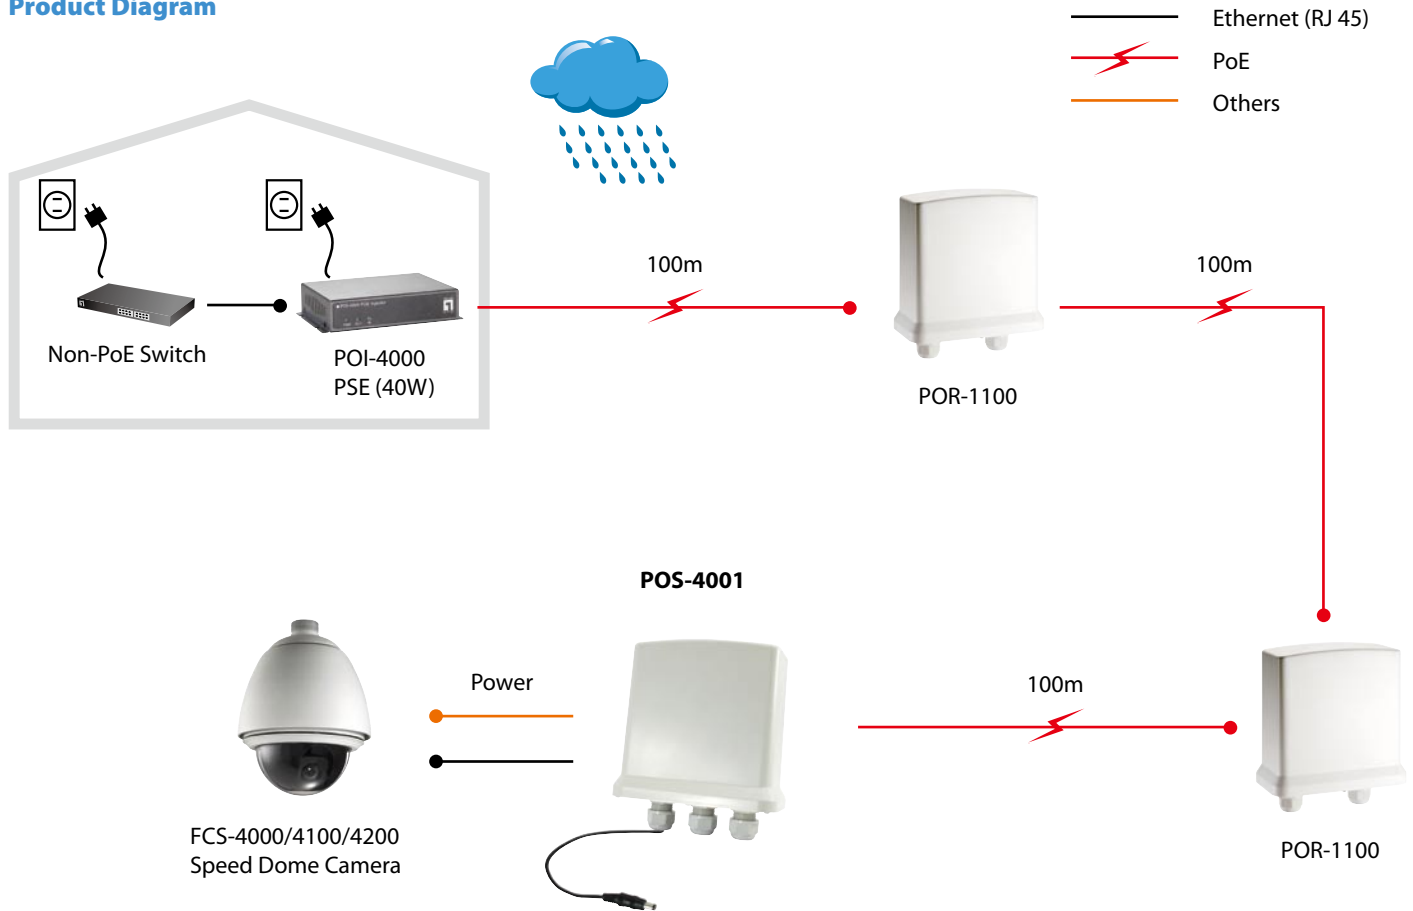 Product Diagram
Ethernet (RJ 45)
PoE
Others
100m
100m
Non-PoE Switch
POI-4000
PSE (40W)
POR-1100
POS-4001
Power
100m
FCS-4000/4100/4200
Speed Dome Camera
POR-1100